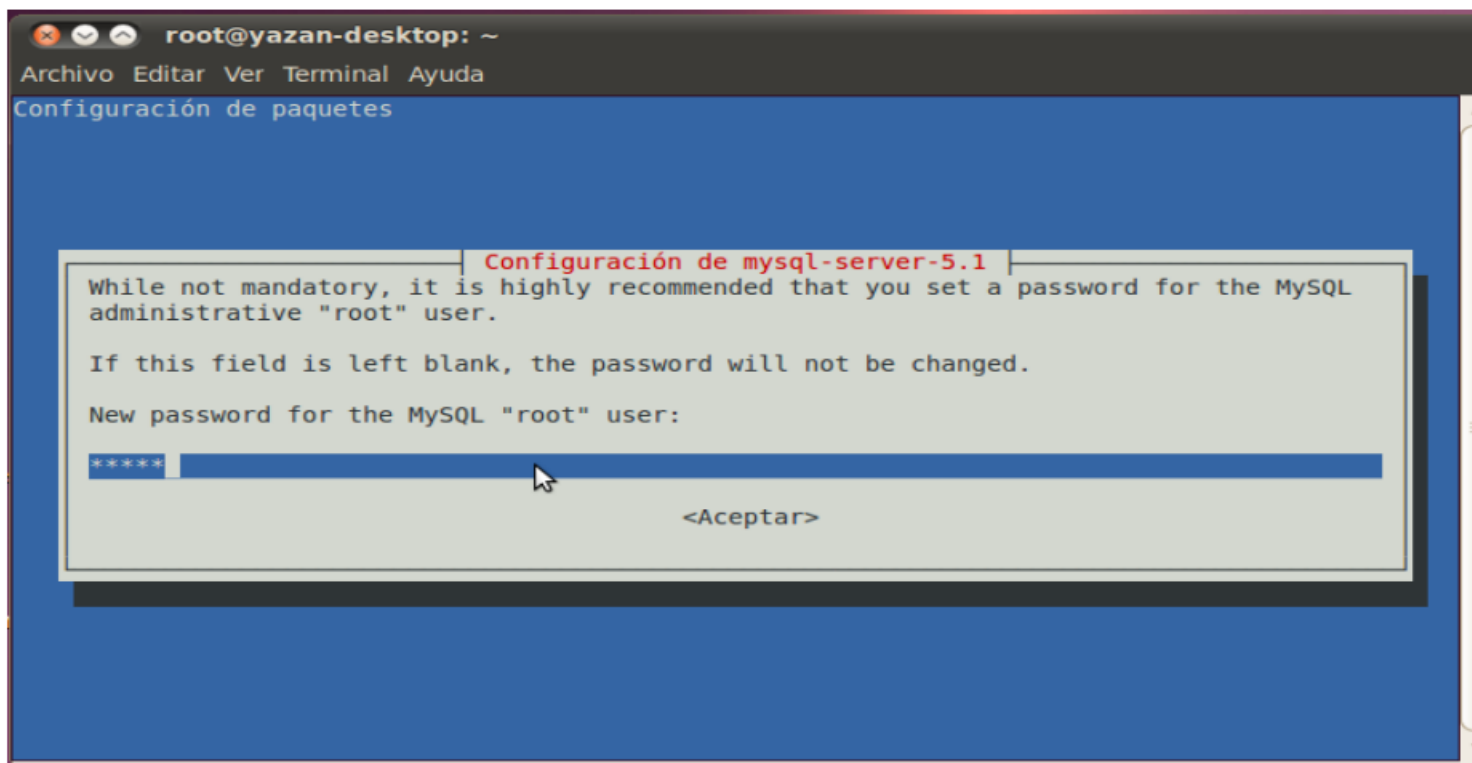 root@yazan-desktop: ~
Archivo Editar Ver Terminal Ayuda
Configuración de paquetes
Configuración de mysql-server-5.1
While not mandatory, it is highly recommended that you set a password for the MySQL
administrative "root" user.
If this field is left blank, the password will not be changed.
New password for the MySQL "root" user:
*****
<Aceptar>